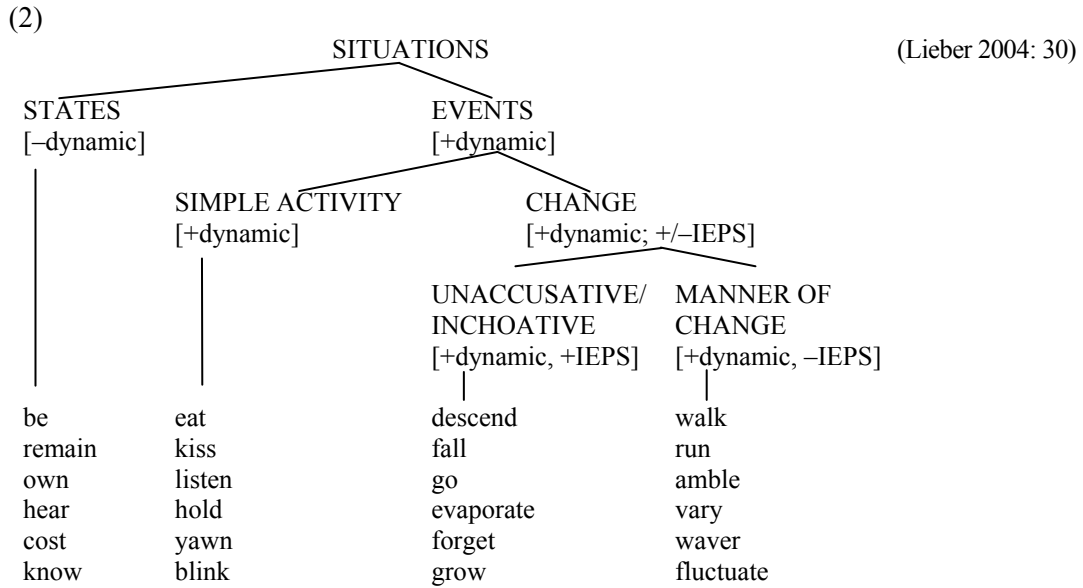 (2)
SITUATIONS (Lieber 2004: 30)
STATES EVENTS
[–dynamic] [+dynamic]
SIMPLE ACTIVITY CHANGE
[+dynamic] [+dynamic; +/–IEPS]
UNACCUSATIVE/ MANNER OF
INCHOATIVE CHANGE
[+dynamic, +IEPS] [+dynamic, –IEPS]
be eat descend walk
remain kiss fall run
own listen go amble
hear hold evaporate vary
cost yawn forget waver
know blink grow fluctuate